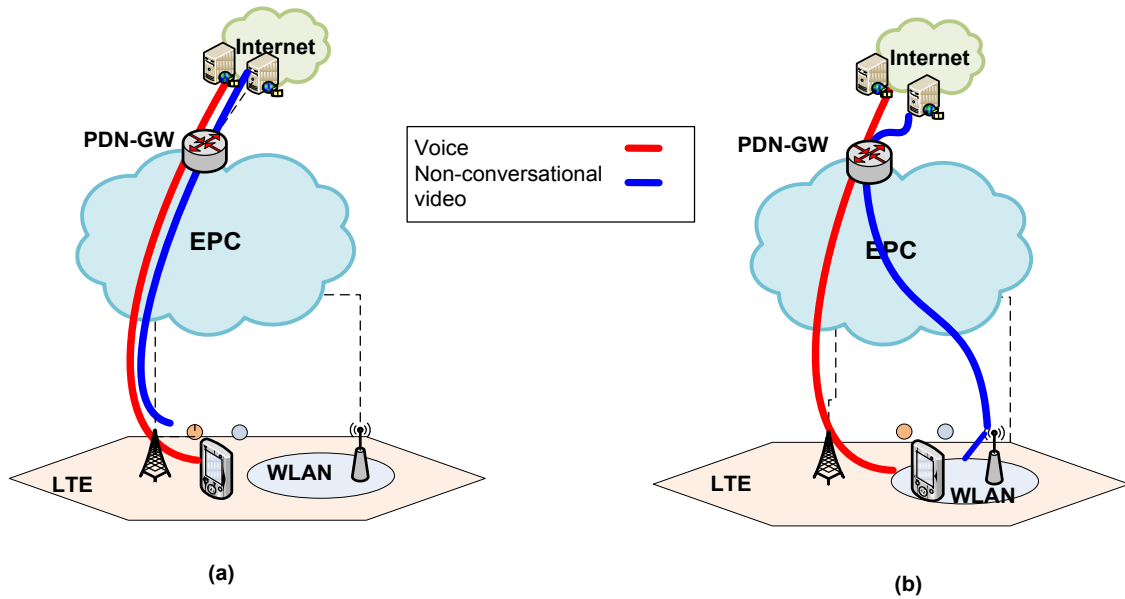 Internet
PDN-GW
EPC
LTE
WLAN
(a)
Voice
Non-conversational
video
Internet
PDN-GW
EPC
LTE
WLAN
(b)